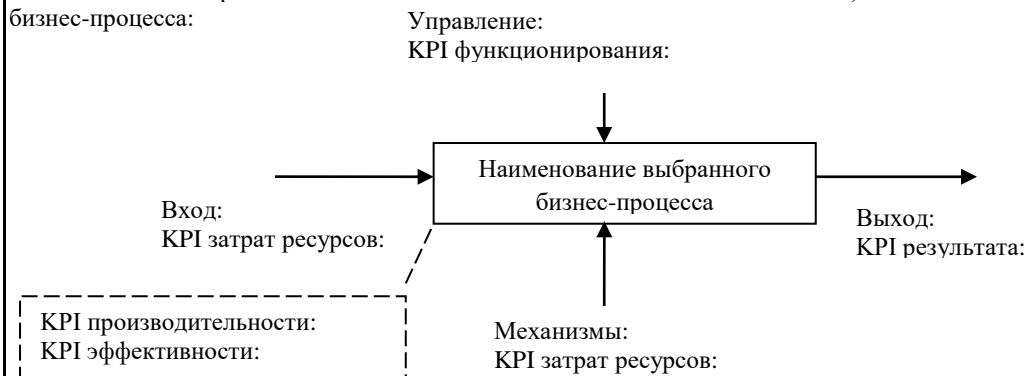 бизнес-процесса:
Управление:
KPI функционирования:
Наименование выбранного
бизнес-процесса
Вход:
KPI затрат ресурсов:
Выход:
KPI результата:
KPI производительности:
KPI эффективности:
Механизмы:
KPI затрат ресурсов: